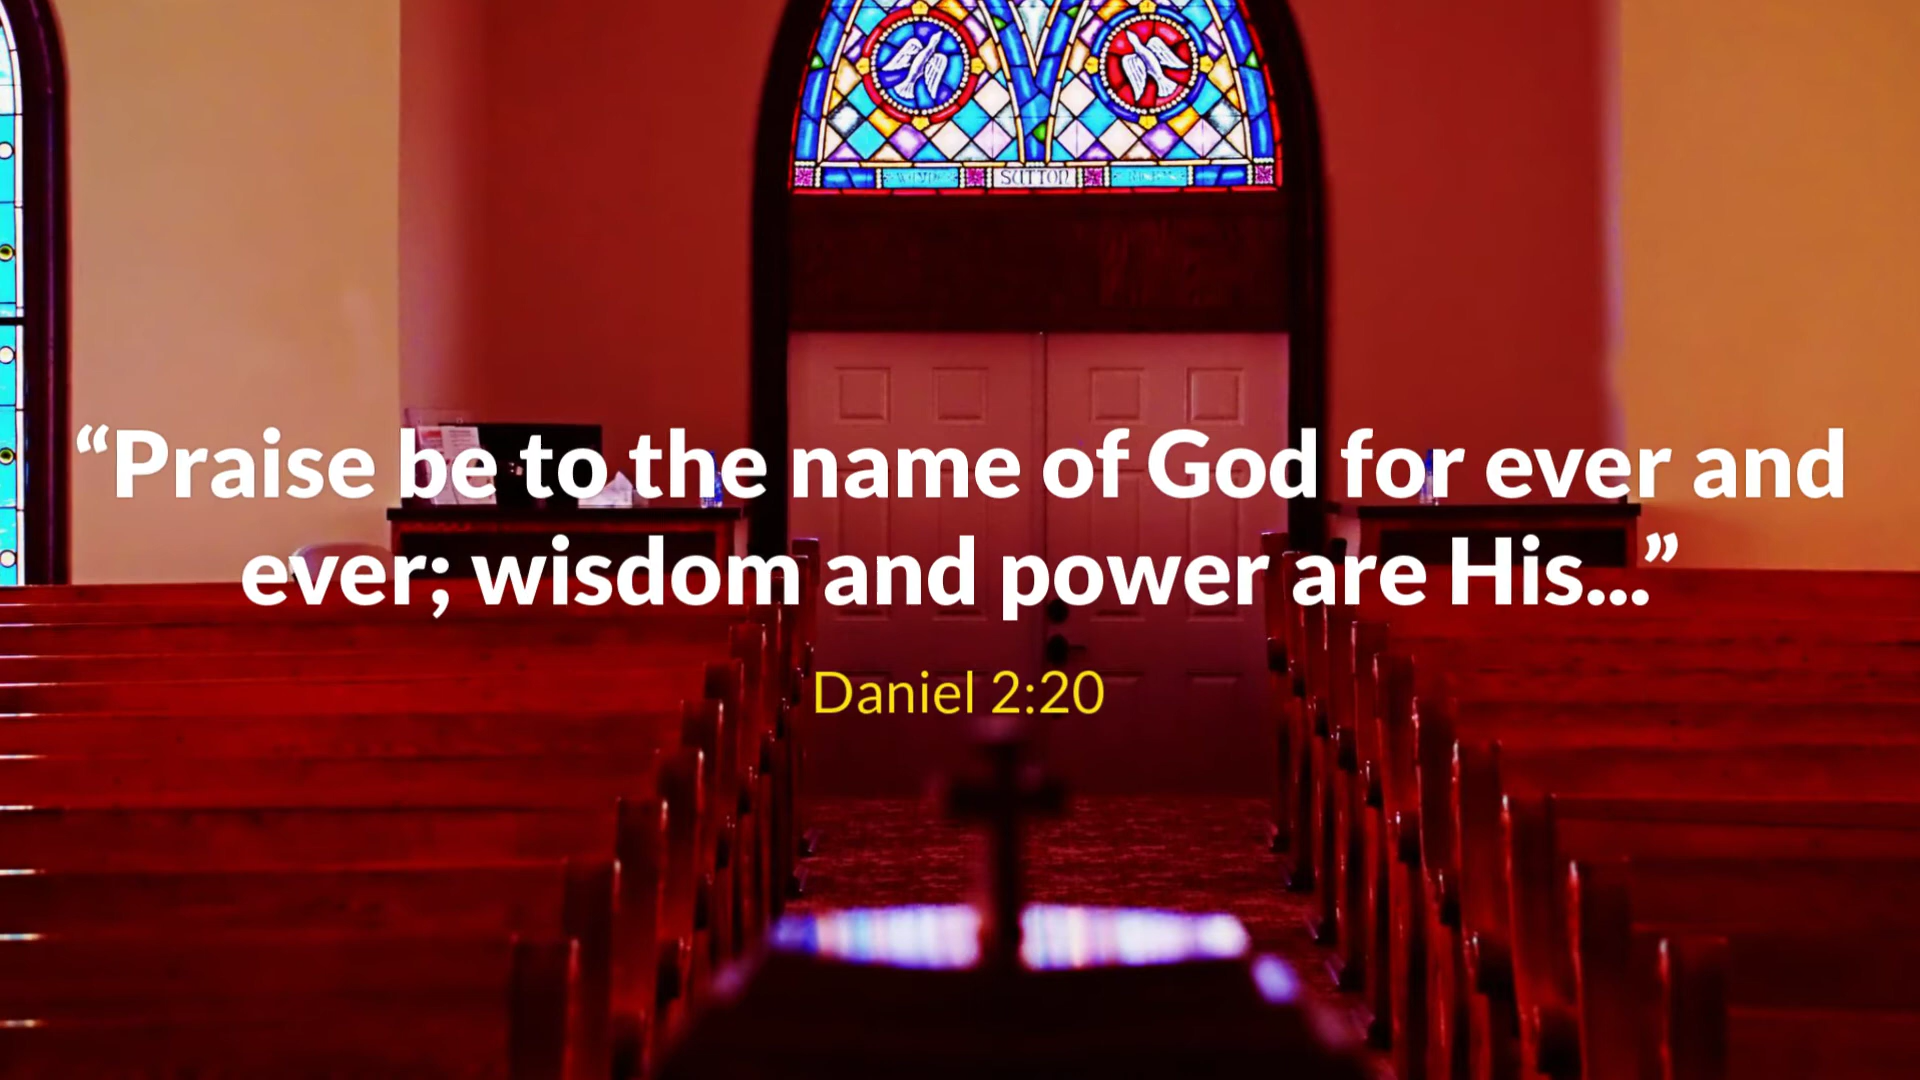 SUTTON
“Praise be to the name of God for ever and
ever; wisdom and power are His...”
Daniel 2:20